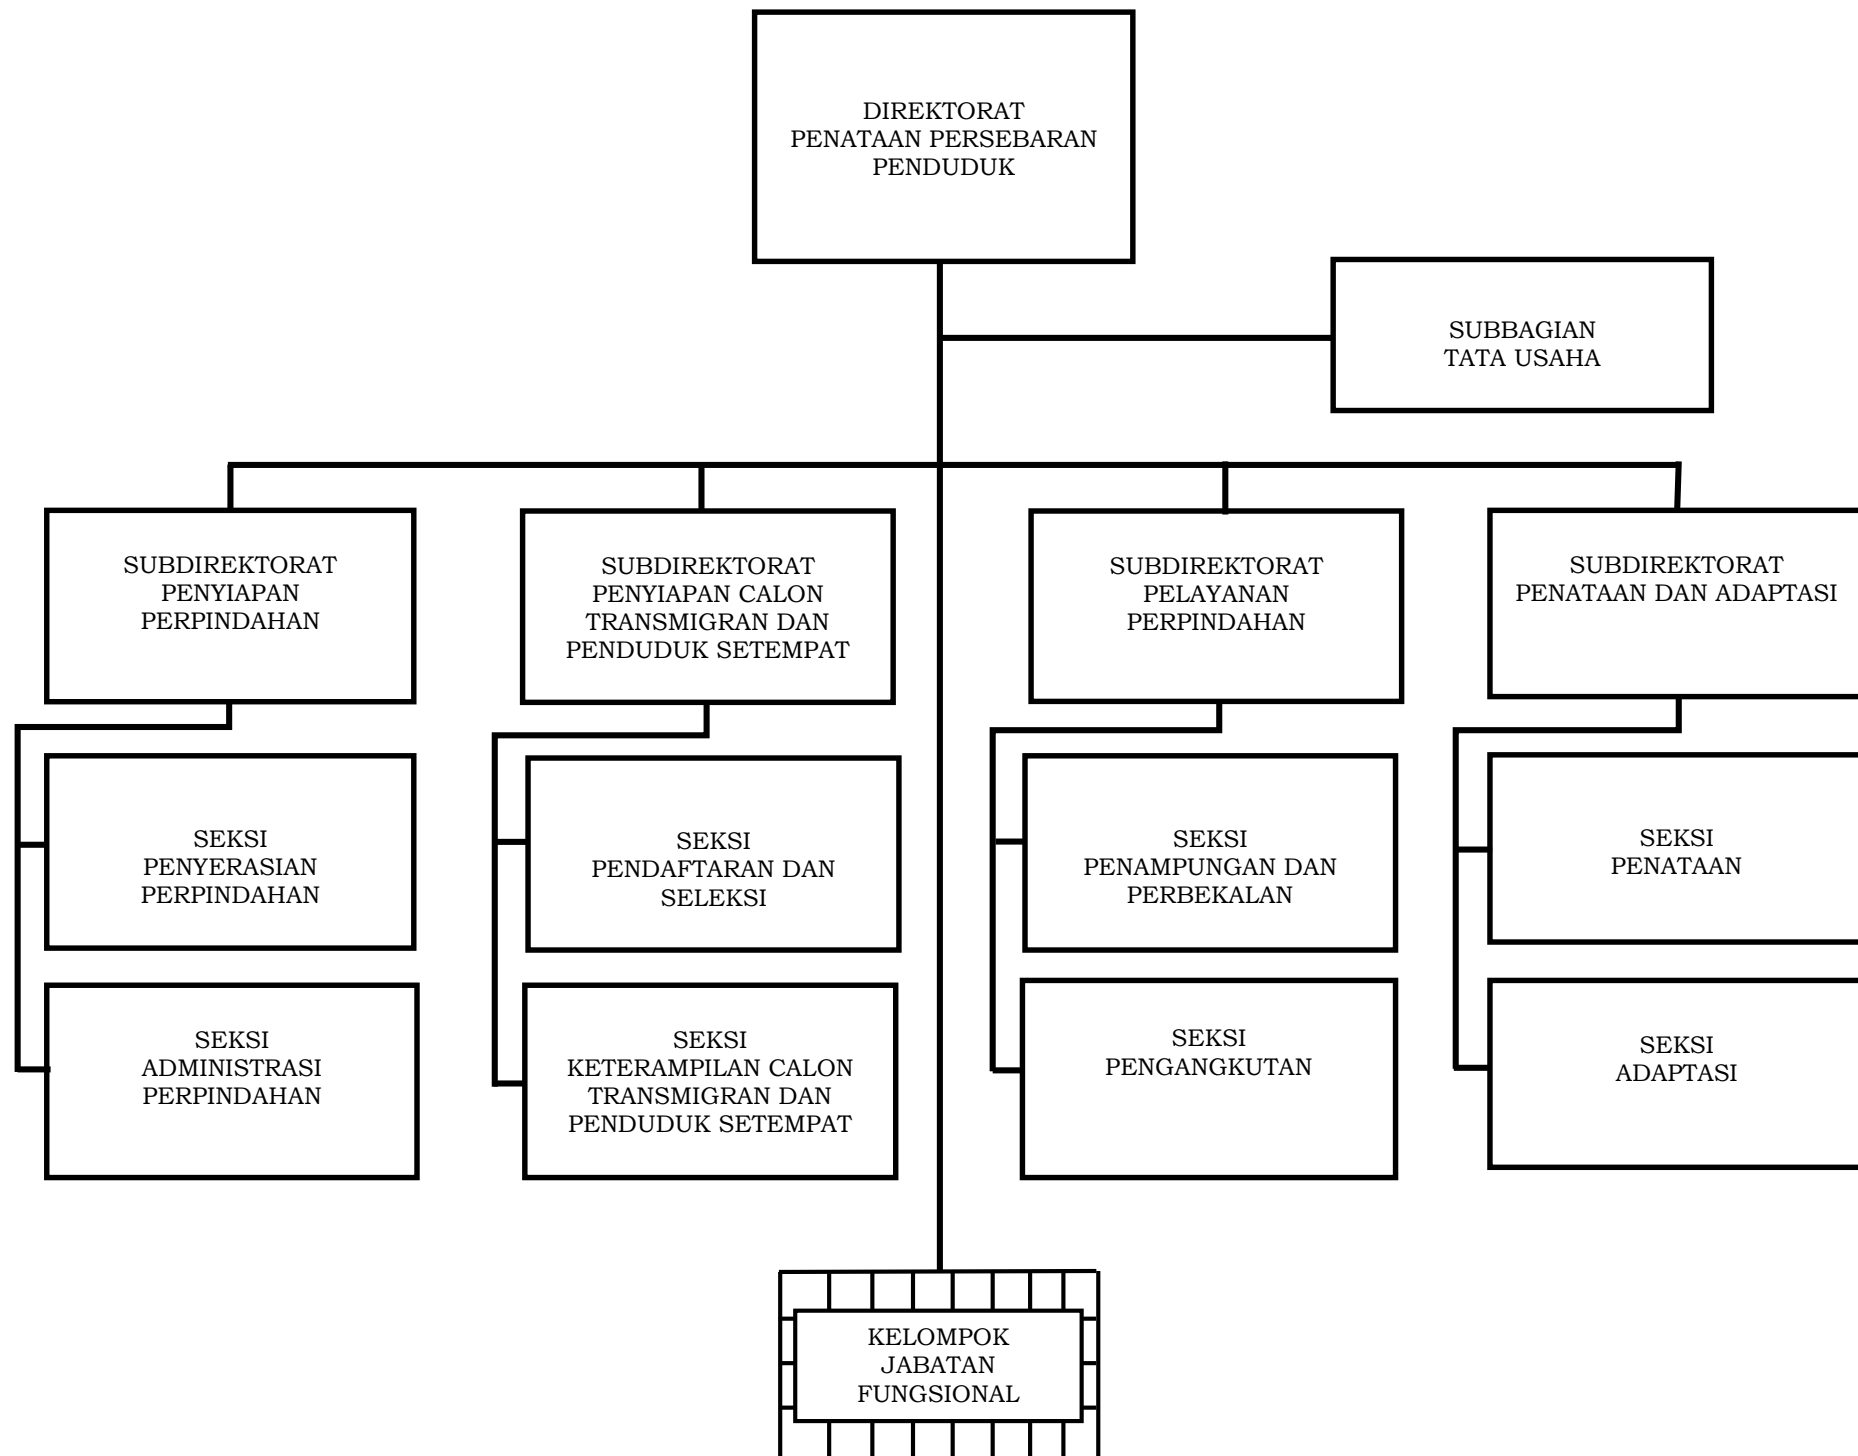 DIREKTORAT
PENATAAN PERSEBARAN
PENDUDUK
SUBBAGIAN
TATA USAHA
SUBDIREKTORAT
PENYIAPAN
PERPINDAHAN
SUBDIREKTORAT
PENYIAPAN CALON
TRANSMIGRAN DAN
PENDUDUK SETEMPAT
SUBDIREKTORAT
PELAYANAN
PERPINDAHAN
SUBDIREKTORAT
PENATAAN DAN ADAPTASI
SEKSI
PENYERASIAN
PERPINDAHAN
SEKSI
PENDAFTARAN DAN
SELEKSI
SEKSI
PENAMPUNGAN DAN
PERBEKALAN
SEKSI
PENATAAN
SEKSI
ADMINISTRASI
PERPINDAHAN
SEKSI
KETERAMPILAN CALON
TRANSMIGRAN DAN
PENDUDUK SETEMPAT
SEKSI
PENGANGKUTAN
SEKSI
ADAPTASI
KELOMPOK
JABATAN
FUNGSIONAL